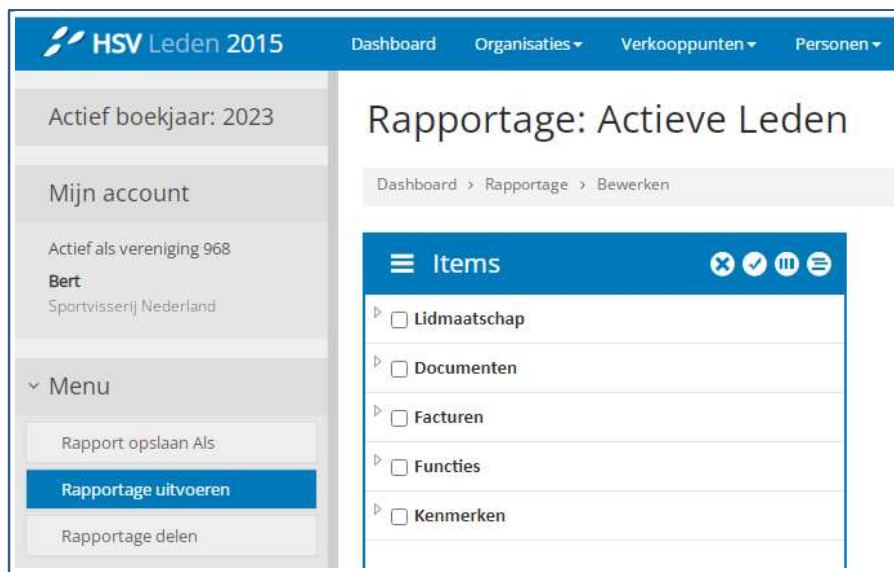 HSV Leden 2015
Dashboard Organisaties Verkooppunten Personen
Actief boekjaar: 2023
Mijn account
Actief als vereniging 968
Bert
Sportvisserij Nederland
Menu
Rapport opslaan Als
Rapportage uitvoeren
Rapportage delen
Rapportage: Actieve Leden
Dashboard › Rapportage › Bewerken
Items
Lidmaatschap
Documenten
Facturen
Functies
Kenmerken